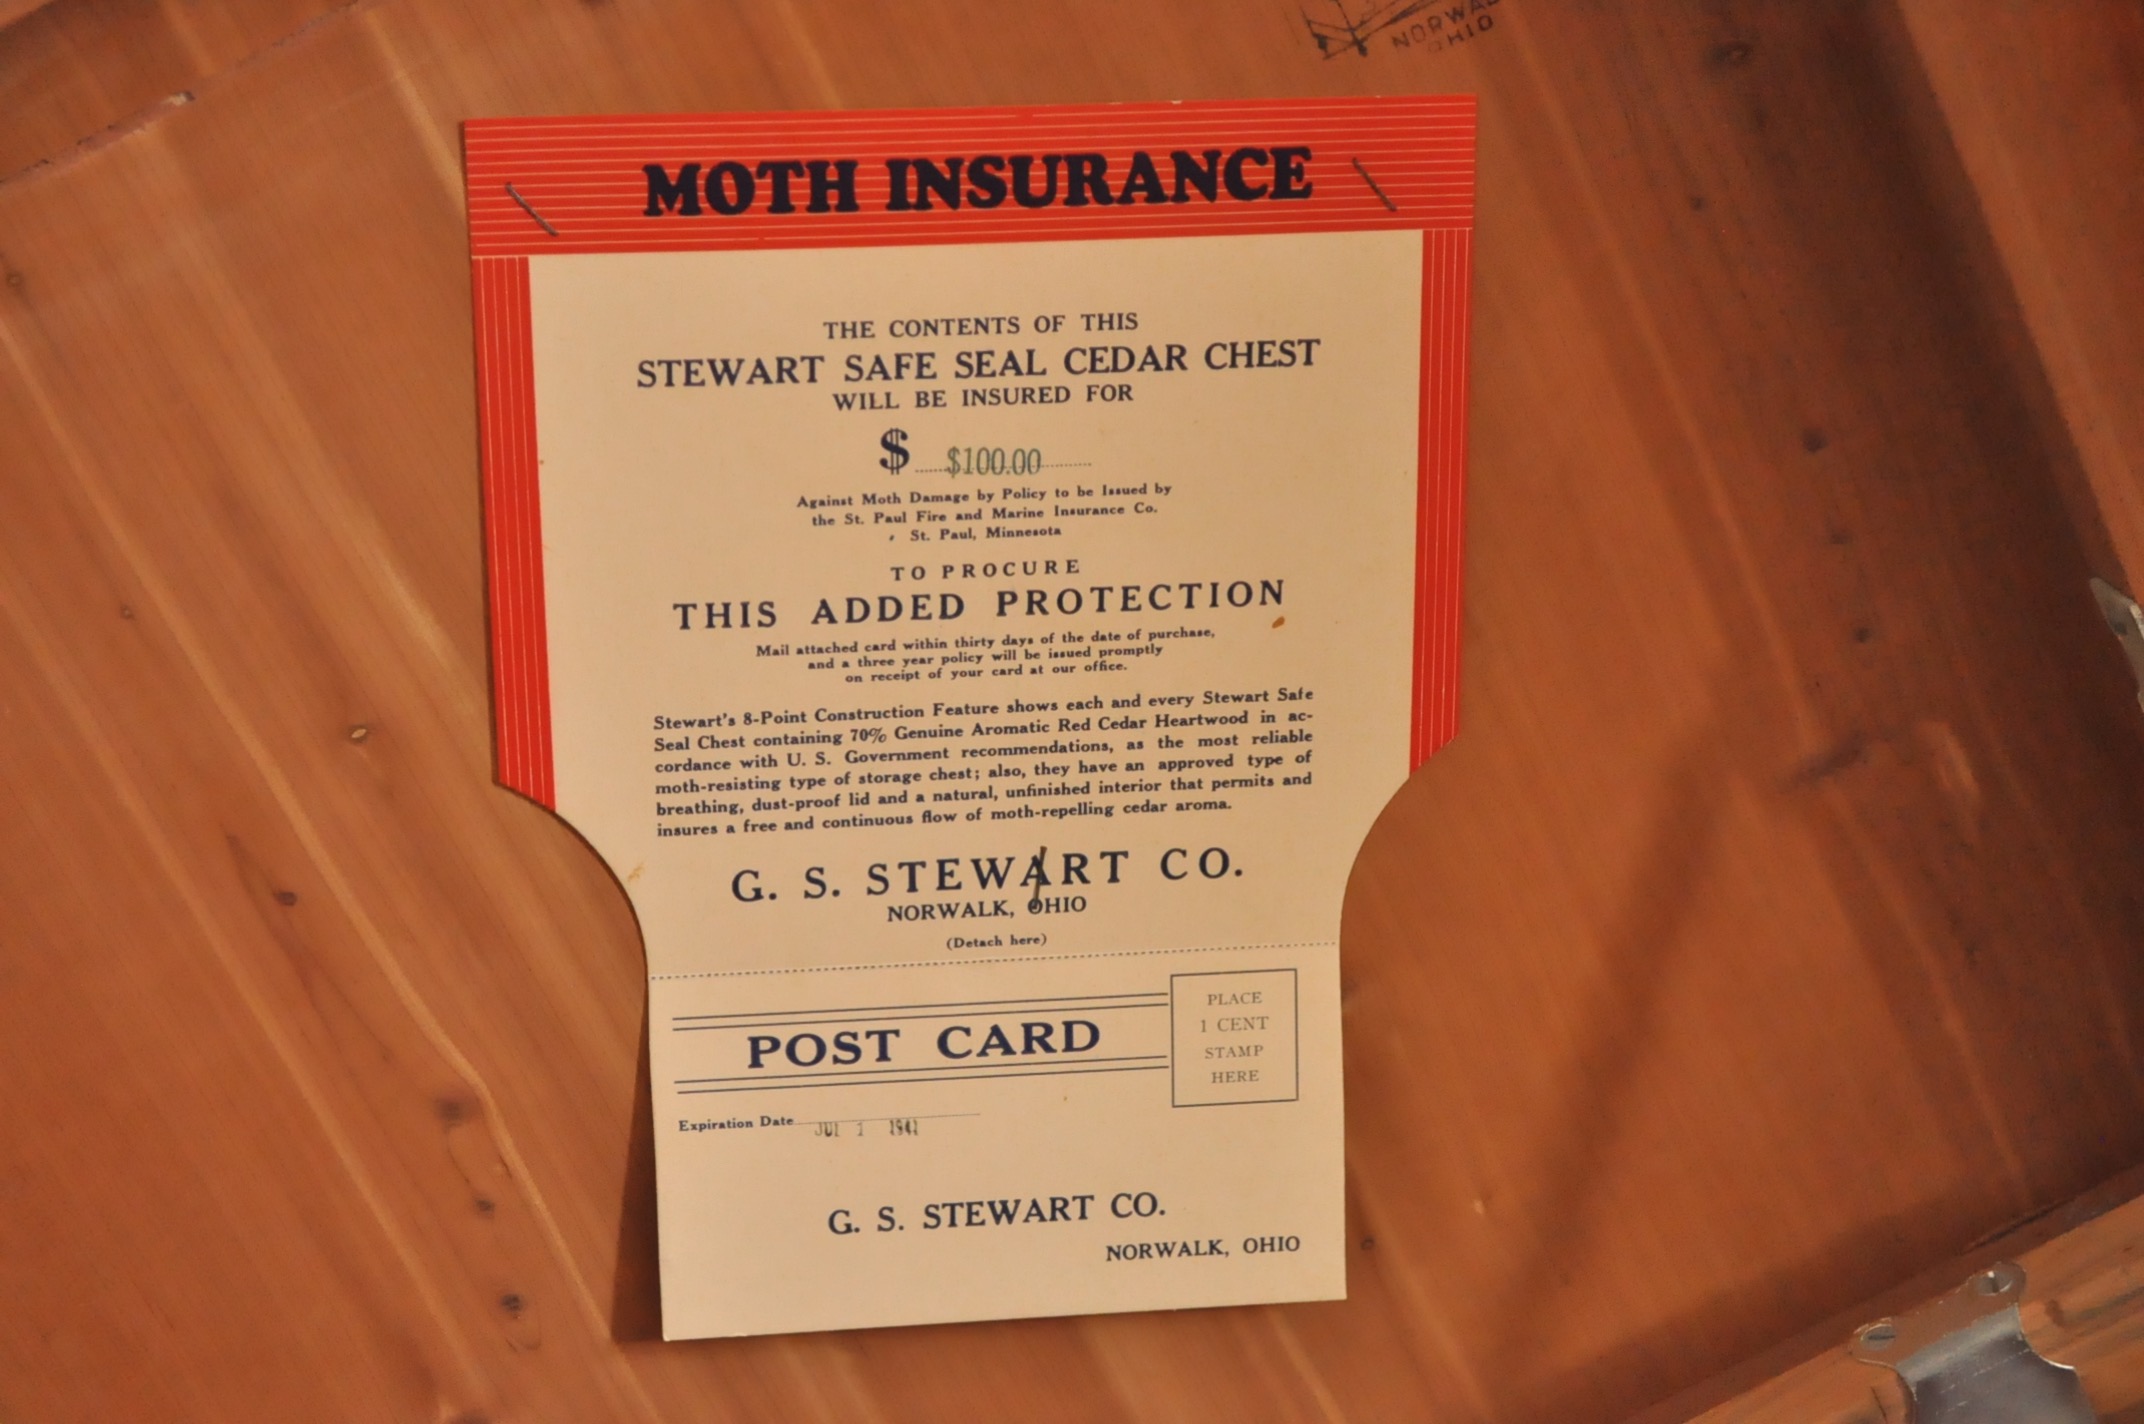 NORWAL
OHIO
MOTH INSURANCE
THE CONTENTS OF THIS
STEWART SAFE SEAL CEDAR CHEST
WILL BE INSURED FOR
$ $100.00
Against Moth Damage by Policy to be Issued by
the St. Paul Fire and Marine Insurance Co.
St. Paul, Minnesota
TO PROCURE
THIS ADDED PROTECTION
Mail attached card within thirty days of the date of purchase,
and a three year policy will be issued promptly
on receipt of your card at our office.
Stewart's 8-Point Construction Feature shows each and every Stewart Safe
Seal Chest containing 70% Genuine Aromatic Red Cedar Heartwood in ac-
cordance with U. S. Government recommendations, as the most reliable
moth-resisting type of storage chest; also, they have an approved type of
breathing, dust-proof lid and a natural, unfinished interior that permits and
insures a free and continuous flow of moth-repelling cedar aroma.
G. S. STEWART CO.
NORWALK, OHIO
(Detach here)
POST CARD
PLACE
1 CENT
STAMP
HERE
Expiration Date JUL 1 1941
G. S. STEWART CO.
NORWALK, OHIO